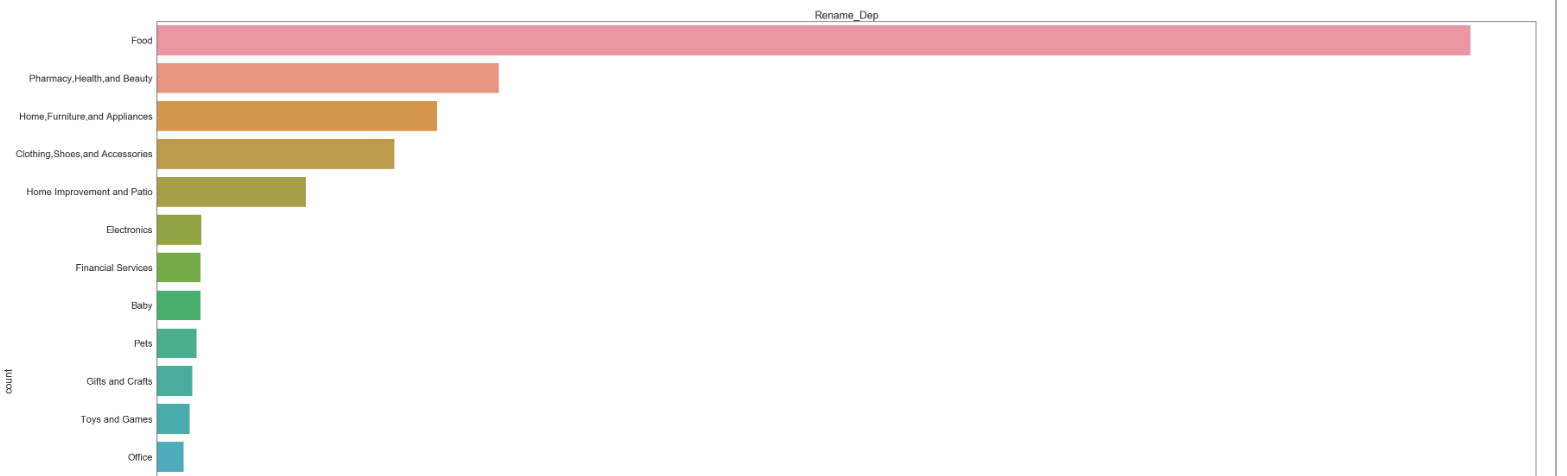 Rename_Dep
Food
Pharmacy,Health,and Beauty
Home,Furniture,and Appliances
Clothing,Shoes,and Accessories
Home Improvement and Patio
Electronics
Financial Services
Baby
Pets
Gifts and Crafts
count
Toys and Games
Office